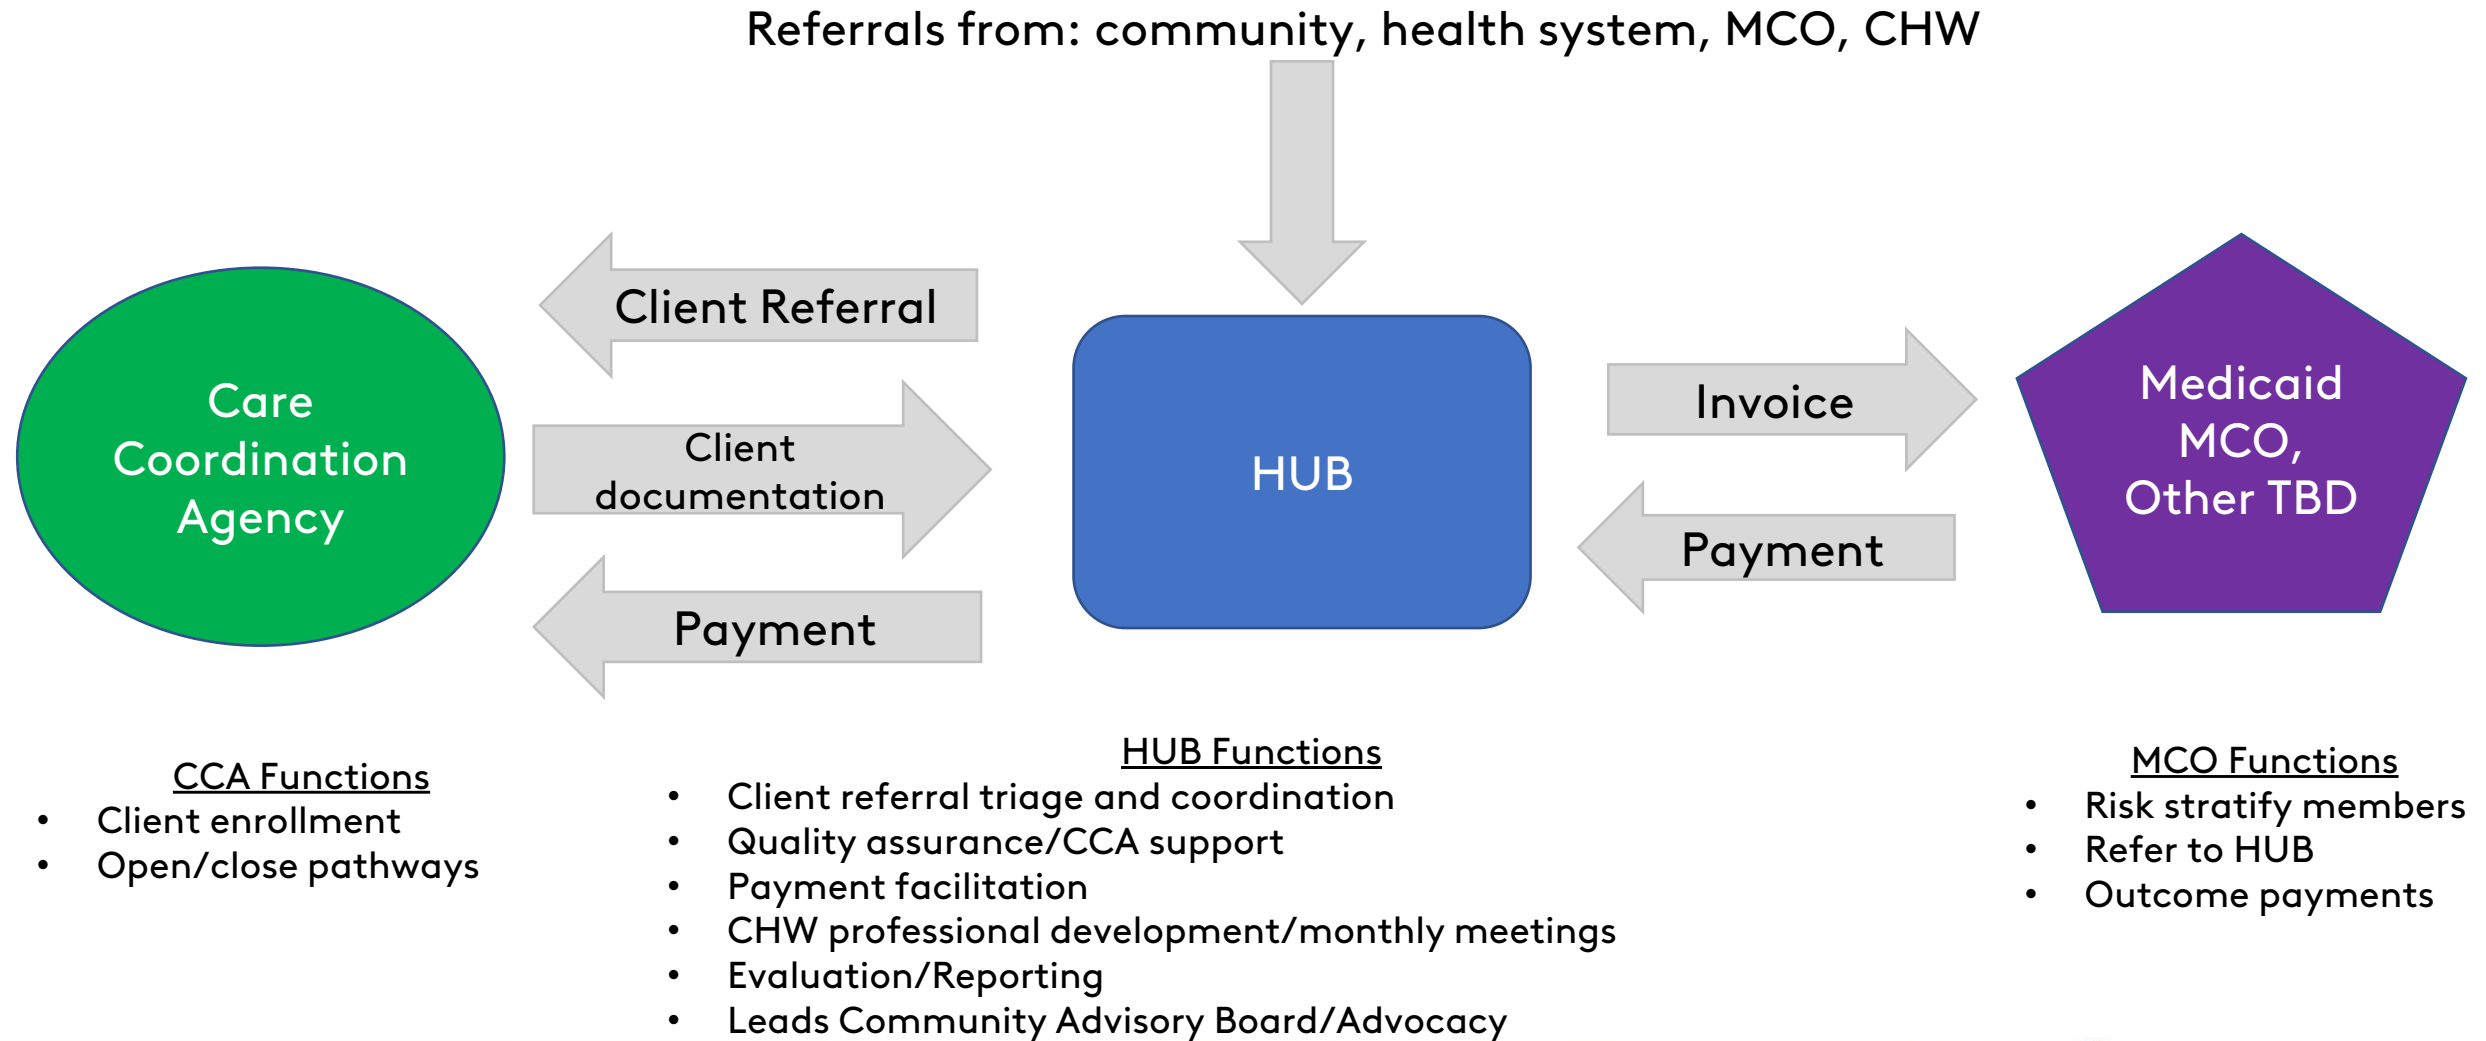 Referrals from: community, health system, MCO, CHW
Client Referral
Care
Coordination
Agency
Client
documentation
Payment
HUB
Invoice
Payment
Medicaid
MCO,
Other TBD
CCA Functions
• Client enrollment
• Open/close pathways
HUB Functions
• Client referral triage and coordination
• Quality assurance/CCA support
• Payment facilitation
• CHW professional development/monthly meetings
• Evaluation/Reporting
• Leads Community Advisory Board/Advocacy
MCO Functions
• Risk stratify members
• Refer to HUB
• Outcome payments